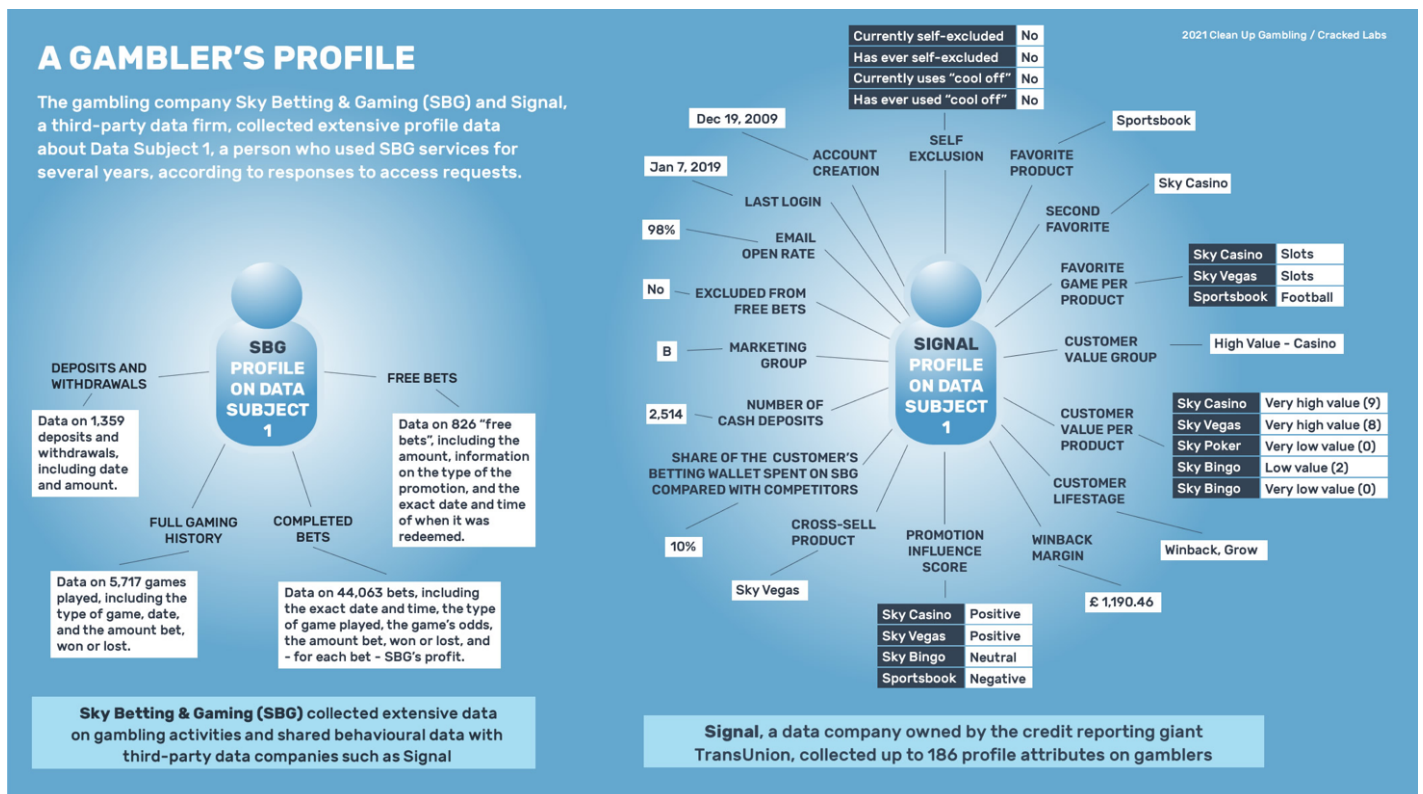 A GAMBLER'S PROFILE
The gambling company Sky Betting & Gaming (SBG) and Signal,
a third-party data firm, collected extensive profile data
about Data Subject 1, a person who used SBG services for
several years, according to responses to access requests.
2021 Clean Up Gambling / Cracked Labs
SBG
PROFILE
ON DATA
SUBJECT
1
DEPOSITS AND
WITHDRAWALS
Data on 1,359
deposits and
withdrawals,
including date
and amount.
FREE BETS
Data on 826 “free
bets”, including the
amount, information
on the type of the
promotion, and the
exact date and time
of when it was
redeemed.
FULL GAMING
HISTORY
Data on 5,717 games
played, including the
type of game, date,
and the amount bet,
won or lost.
COMPLETED
BETS
Data on 44,063 bets, including
the exact date and time, the type
of game played, the game's odds,
the amount bet, won or lost, and
- for each bet - SBG's profit.
Sky Betting & Gaming (SBG) collected extensive data
on gambling activities and shared behavioural data with
third-party data companies such as Signal
SIGNAL
PROFILE
ON DATA
SUBJECT
1
Currently self-excluded No
Has ever self-excluded No
Currently uses “cool off” No
Has ever used “cool off” No
SELF
EXCLUSION
Dec 19, 2009
ACCOUNT
CREATION
Jan 7, 2019
LAST LOGIN
98%
EMAIL
OPEN RATE
No
EXCLUDED FROM
FREE BETS
B
MARKETING
GROUP
2,514
NUMBER OF
CASH DEPOSITS
SHARE OF THE CUSTOMER'S
BETTING WALLET SPENT ON SBG
COMPARED WITH COMPETITORS
10%
CROSS-SELL
PRODUCT
Sky Vegas
PROMOTION
INFLUENCE
SCORE
Sky Casino Positive
Sky Vegas Positive
Sky Bingo Neutral
Sportsbook Negative
WINBACK
MARGIN
£ 1,190.46
CUSTOMER
LIFESTAGE
Winback, Grow
CUSTOMER
VALUE PER
PRODUCT
Sky Casino Very high value (9)
Sky Vegas Very high value (8)
Sky Poker Very low value (0)
Sky Bingo Low value (2)
Sky Bingo Very low value (0)
CUSTOMER
VALUE GROUP
High Value - Casino
FAVORITE
GAME PER
PRODUCT
Sky Casino Slots
Sky Vegas Slots
Sportsbook Football
SECOND
FAVORITE
Sky Casino
FAVORITE
PRODUCT
Sportsbook
Signal, a data company owned by the credit reporting giant
TransUnion, collected up to 186 profile attributes on gamblers